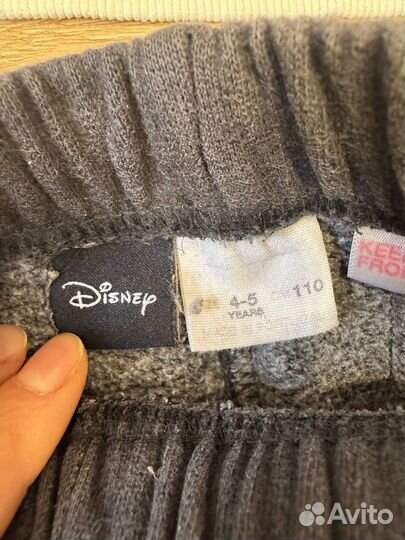 Disney
4-5
YEARS
110
KEEP
FROM
Avito